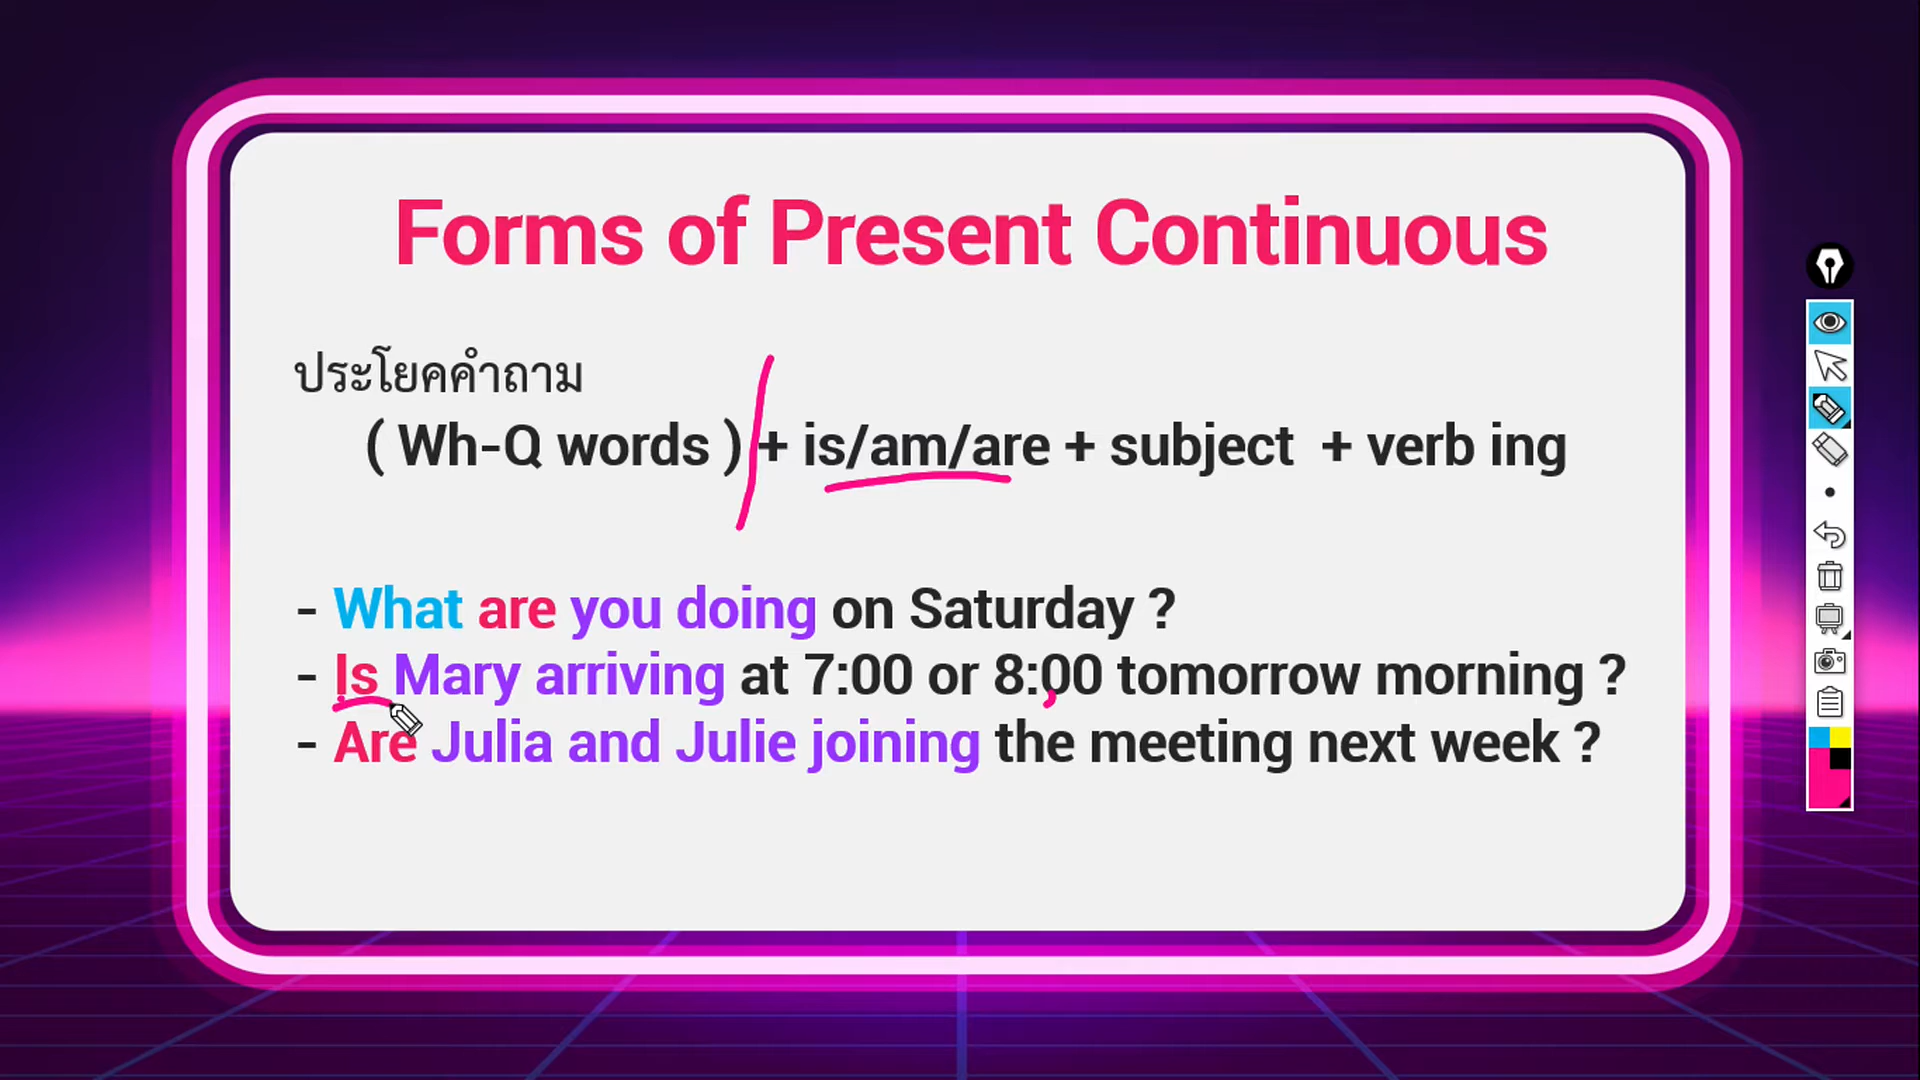 Forms of Present Continuous
ประโยคคำถาม
( Wh-Q words ) + is/am/are + subject + verb ing
- What are you doing on Saturday ?
- Is Mary arriving at 7:00 or 8:00 tomorrow morning ?
- Are Julia and Julie joining the meeting next week ?